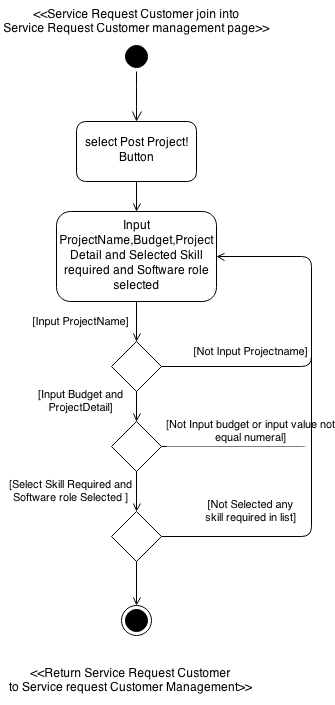 <<Service Request Customer join into
Service Request Customer management page>>
select Post Project!
Button
Input
ProjectName,Budget,Project
Detail and Selected Skill
required and Software role
selected
[Input ProjectName]
[Not Input Projectname]
[Input Budget and
ProjectDetail]
[Not Input budget or input value not
equal numeral]
[Select Skill Required and
Software role Selected ]
[Not Selected any
skill required in list]
<<Return Service Request Customer
to Service request Customer Management>>